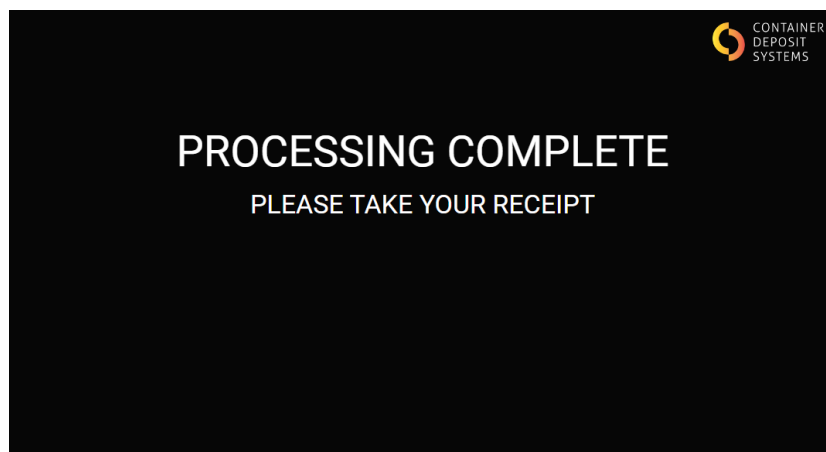 CONTAINER
DEPOSIT
SYSTEMS
PROCESSING COMPLETE
PLEASE TAKE YOUR RECEIPT